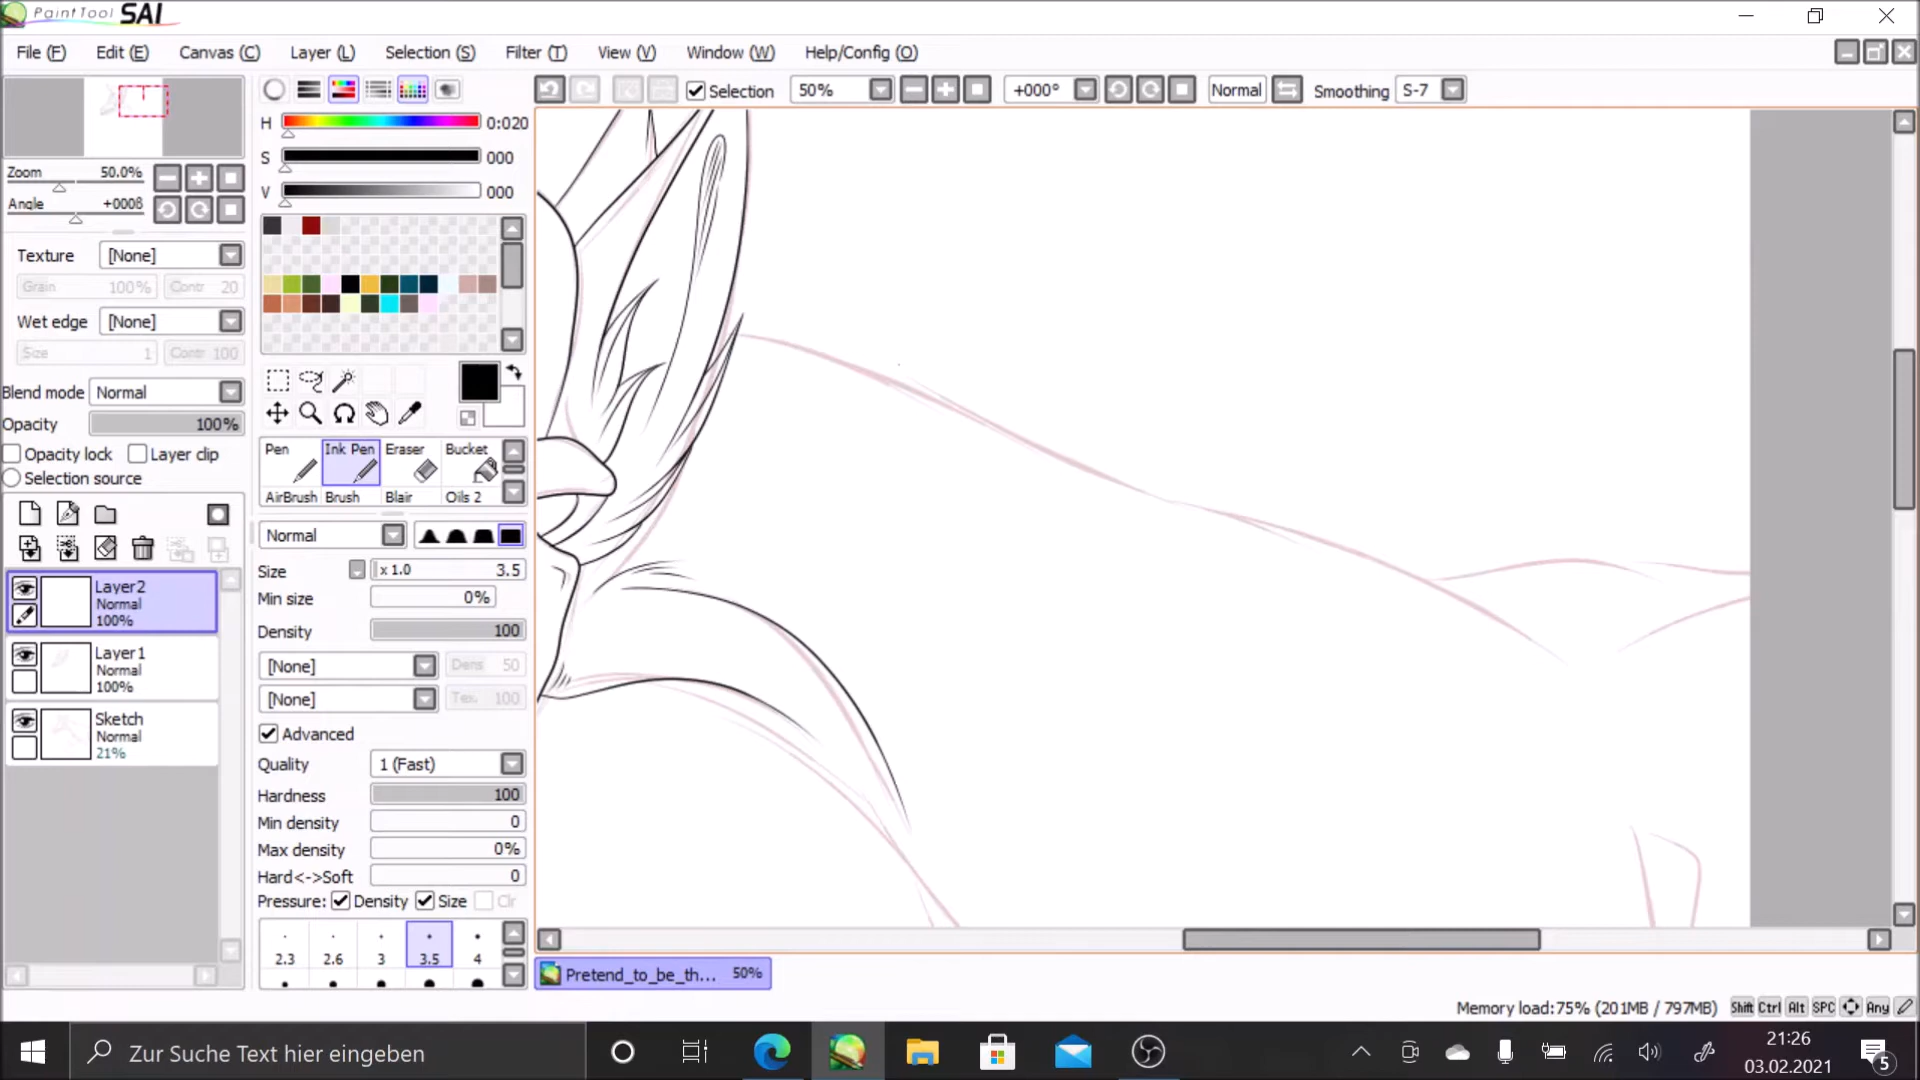 PaintTool SAI
File (F) Edit (E) Canvas (C) Layer (L) Selection (S) Filter (T) View (V) Window (W) Help/Config (O)
Selection 50% +000° Normal Smoothing S-7
H 0:020
S 000
V 000
Zoom 50.0%
Angle +000ß
Texture [None]
Grain 100% Contr 20
Wet edge [None]
Size 1 Contr 100
Blend mode Normal
Opacity 100%
Opacity lock Layer clip
Selection source
Layer2
Normal
100%
Layer1
Normal
100%
Sketch
Normal
21%
Pen Ink Pen Eraser Bucket
AirBrush Brush Blair Oils 2
Normal
Size x 1.0 3.5
Min size 0%
Density 100
[None] Dens 50
[None] Tex. 100
Advanced
Quality 1 (Fast)
Hardness 100
Min density 0
Max density 0%
Hard<->Soft 0
Pressure: Density Size Clr
2.3 2.6 3 3.5 4
Pretend_to_be_th... 50%
Memory load:75% (201MB / 797MB) Shift Ctrl Alt SPC Any
Zur Suche Text hier eingeben
21:26
03.02.2021
5